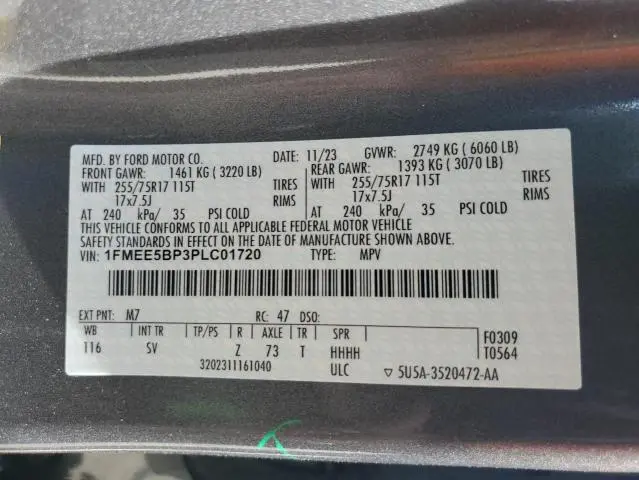 MFD. BY FORD MOTOR CO. DATE: 11/23 GVWR: 2749 KG ( 6060 LB)
FRONT GAWR: 1461 KG ( 3220 LB) REAR GAWR: 1393 KG ( 3070 LB)
WITH 255/75R17 115T TIRES WITH 255/75R17 115T TIRES
17x7.5J RIMS 17x7.5J RIMS
AT 240 kPa/ 35 PSI COLD AT 240 kPa/ 35 PSI COLD
THIS VEHICLE CONFORMS TO ALL APPLICABLE FEDERAL MOTOR VEHICLE
SAFETY STANDARDS IN EFFECT ON THE DATE OF MANUFACTURE SHOWN ABOVE.
VIN: 1FMEE5BP3PLC01720 TYPE: MPV
EXT PNT: M7 RC: 47 DSO:
WB INT TR TP/PS R AXLE TR SPR F0309
116 SV Z 73 T HHHH T0564
3202311161040 ULC ▽ 5U5A-3520472-AA